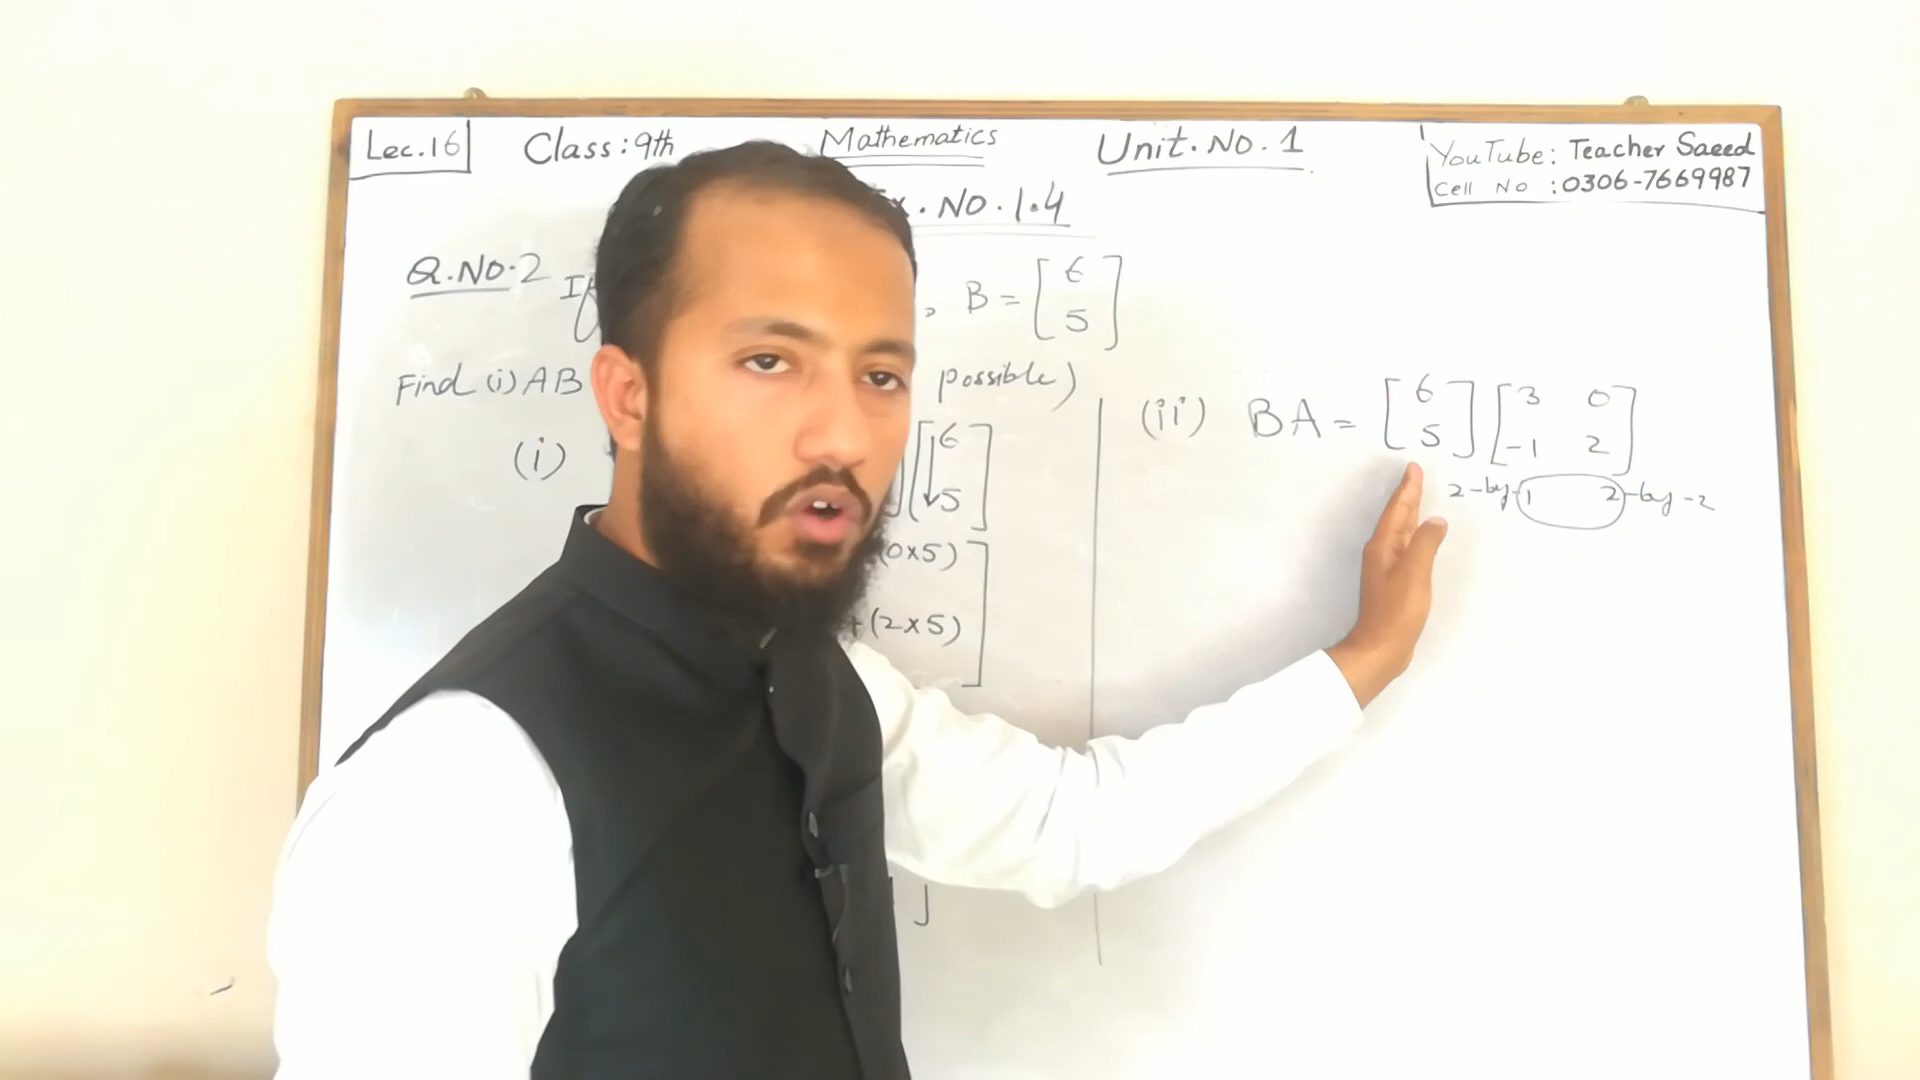 Lec.16 Class: 9th Mathematics Unit. No. 1
YouTube: Teacher Saeed
Cell No : 0306-7669987
. NO. 1.4
Q.NO.2 If , B = [ 6
5 ]
Find (i) AB possible)
(i) [ 6
5 ]
(0x5) ]
+(2x5) ]
(ii) BA = [ 6 ] [ 3 0 ]
[ 5 ] [ -1 2 ]
2-by-1 2-by-2